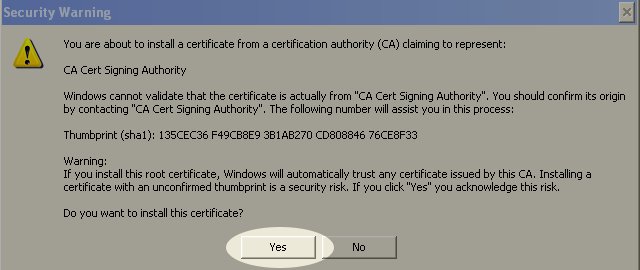 Security Warning
You are about to install a certificate from a certification authority (CA) claiming to represent:
CA Cert Signing Authority
Windows cannot validate that the certificate is actually from "CA Cert Signing Authority". You should confirm its origin
by contacting "CA Cert Signing Authority". The following number will assist you in this process:
Thumbprint (sha1): 135CEC36 F49CB8E9 3B1AB270 CD808846 76CE8F33
Warning:
If you install this root certificate, Windows will automatically trust any certificate issued by this CA. Installing a
certificate with an unconfirmed thumbprint is a security risk. If you click "Yes" you acknowledge this risk.
Do you want to install this certificate?
Yes No